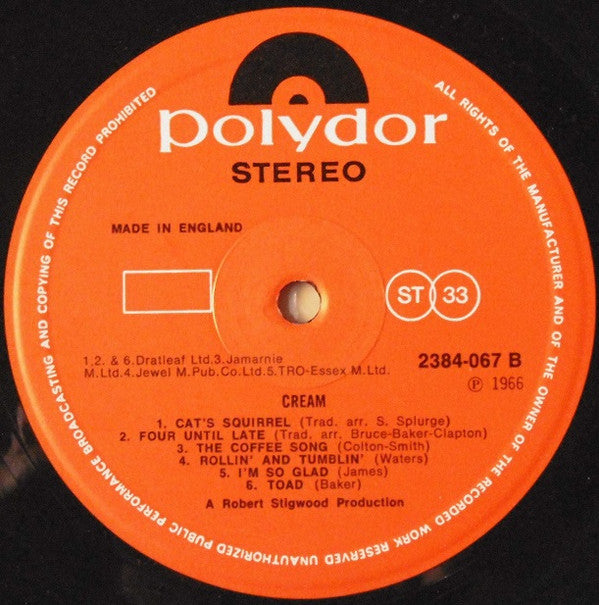 polydor
STEREO
MADE IN ENGLAND
ST 33
1,2. & 6.Dratleaf Ltd.3.Jamarnie
M.Ltd.4.Jewel M.Pub.Co.Ltd.5.TRO-Essex M.Ltd.
2384-067 B
℗ 1966
CREAM
1. CAT'S SQUIRREL (Trad. arr. S. Splurge)
2. FOUR UNTIL LATE (Trad. arr. Bruce-Baker-Clapton)
3. THE COFFEE SONG (Colton-Smith)
4. ROLLIN' AND TUMBLIN' (Waters)
5. I'M SO GLAD (James)
6. TOAD (Baker)
A Robert Stigwood Production
ALL RIGHTS OF THE MANUFACTURER AND OF THE OWNER OF THE RECORDED WORK RESERVED UNAUTHORIZED PUBLIC PERFORMANCE BROADCASTING AND COPYING OF THIS RECORD PROHIBITED